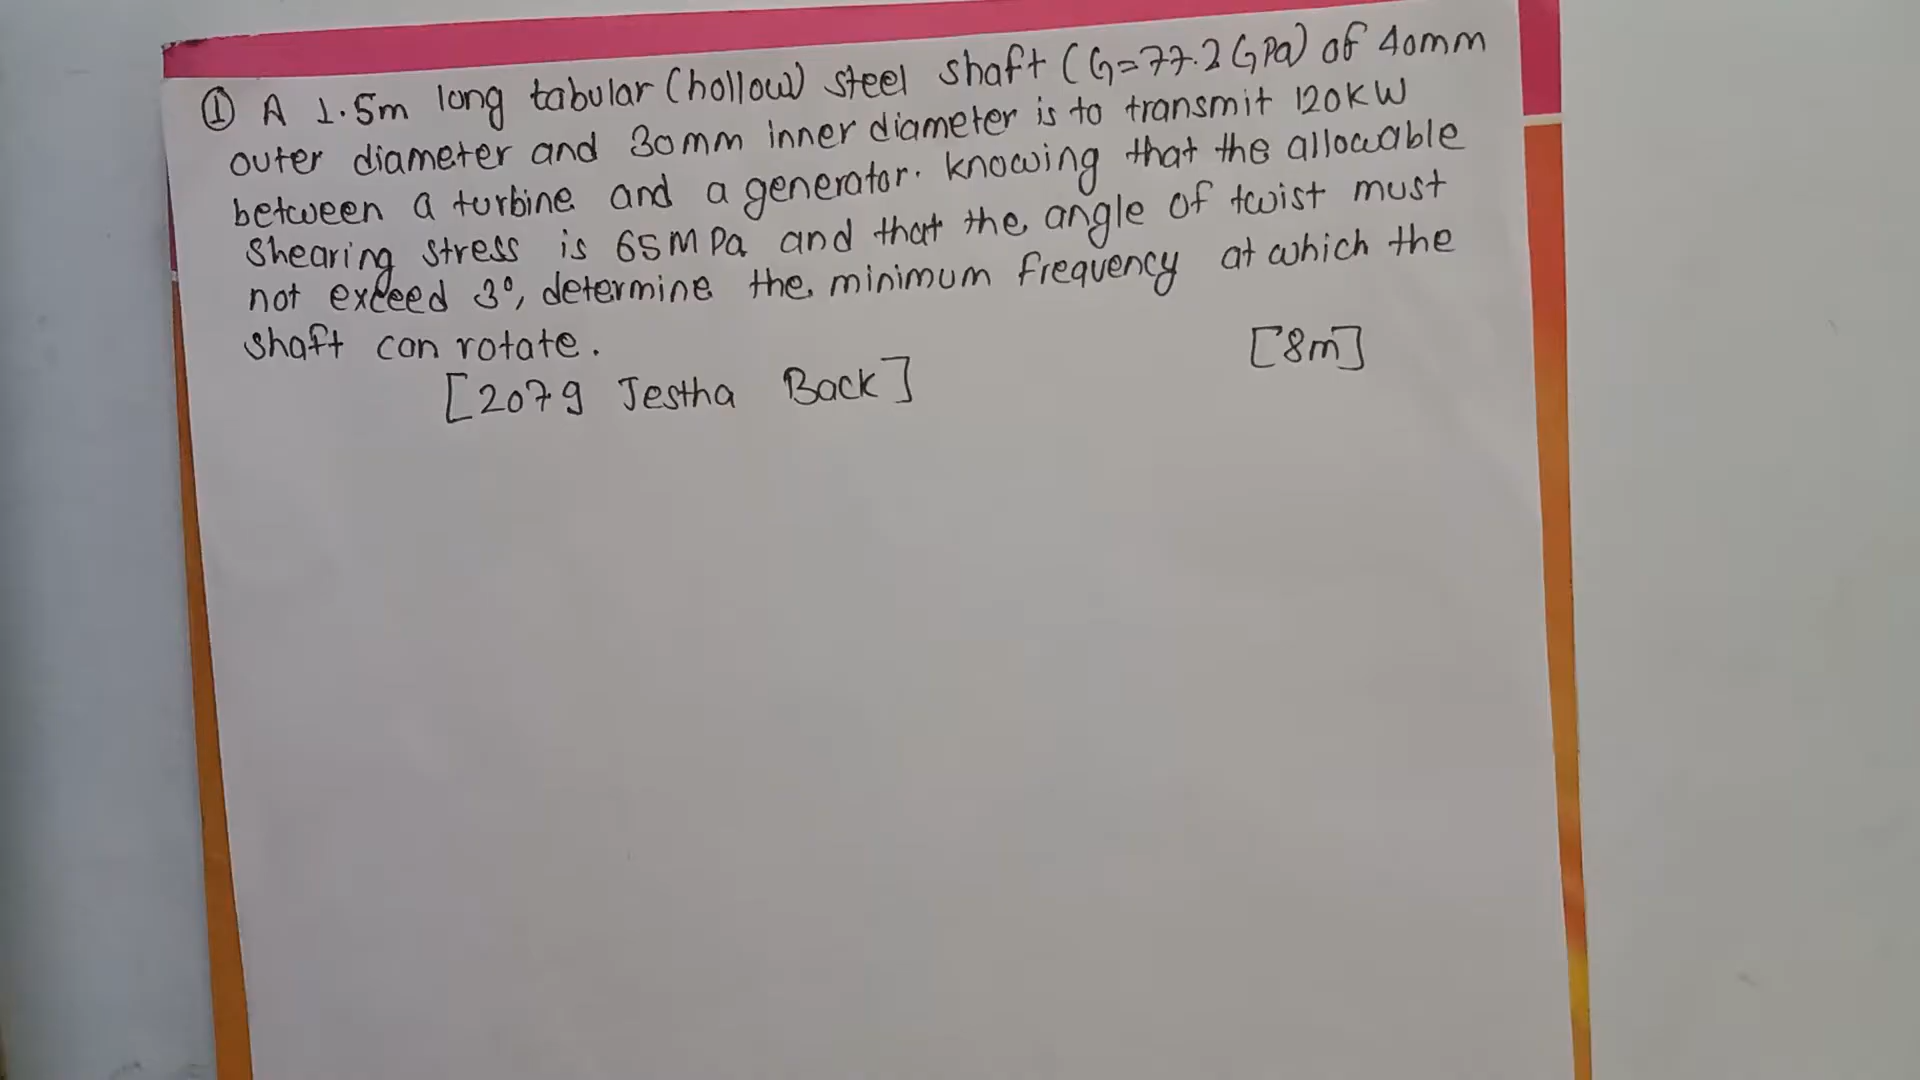 ① A 1.5m long tabular (hollow) steel shaft (G=77.2 GPa) of 40mm
outer diameter and 30mm inner diameter is to transmit 120kW
between a turbine and a generator. knowing that the allowable
shearing stress is 65MPa and that the angle of twist must
not exceed 3°, determine the minimum frequency at which the
shaft can rotate.
[8m]
[2079 Jestha Back]